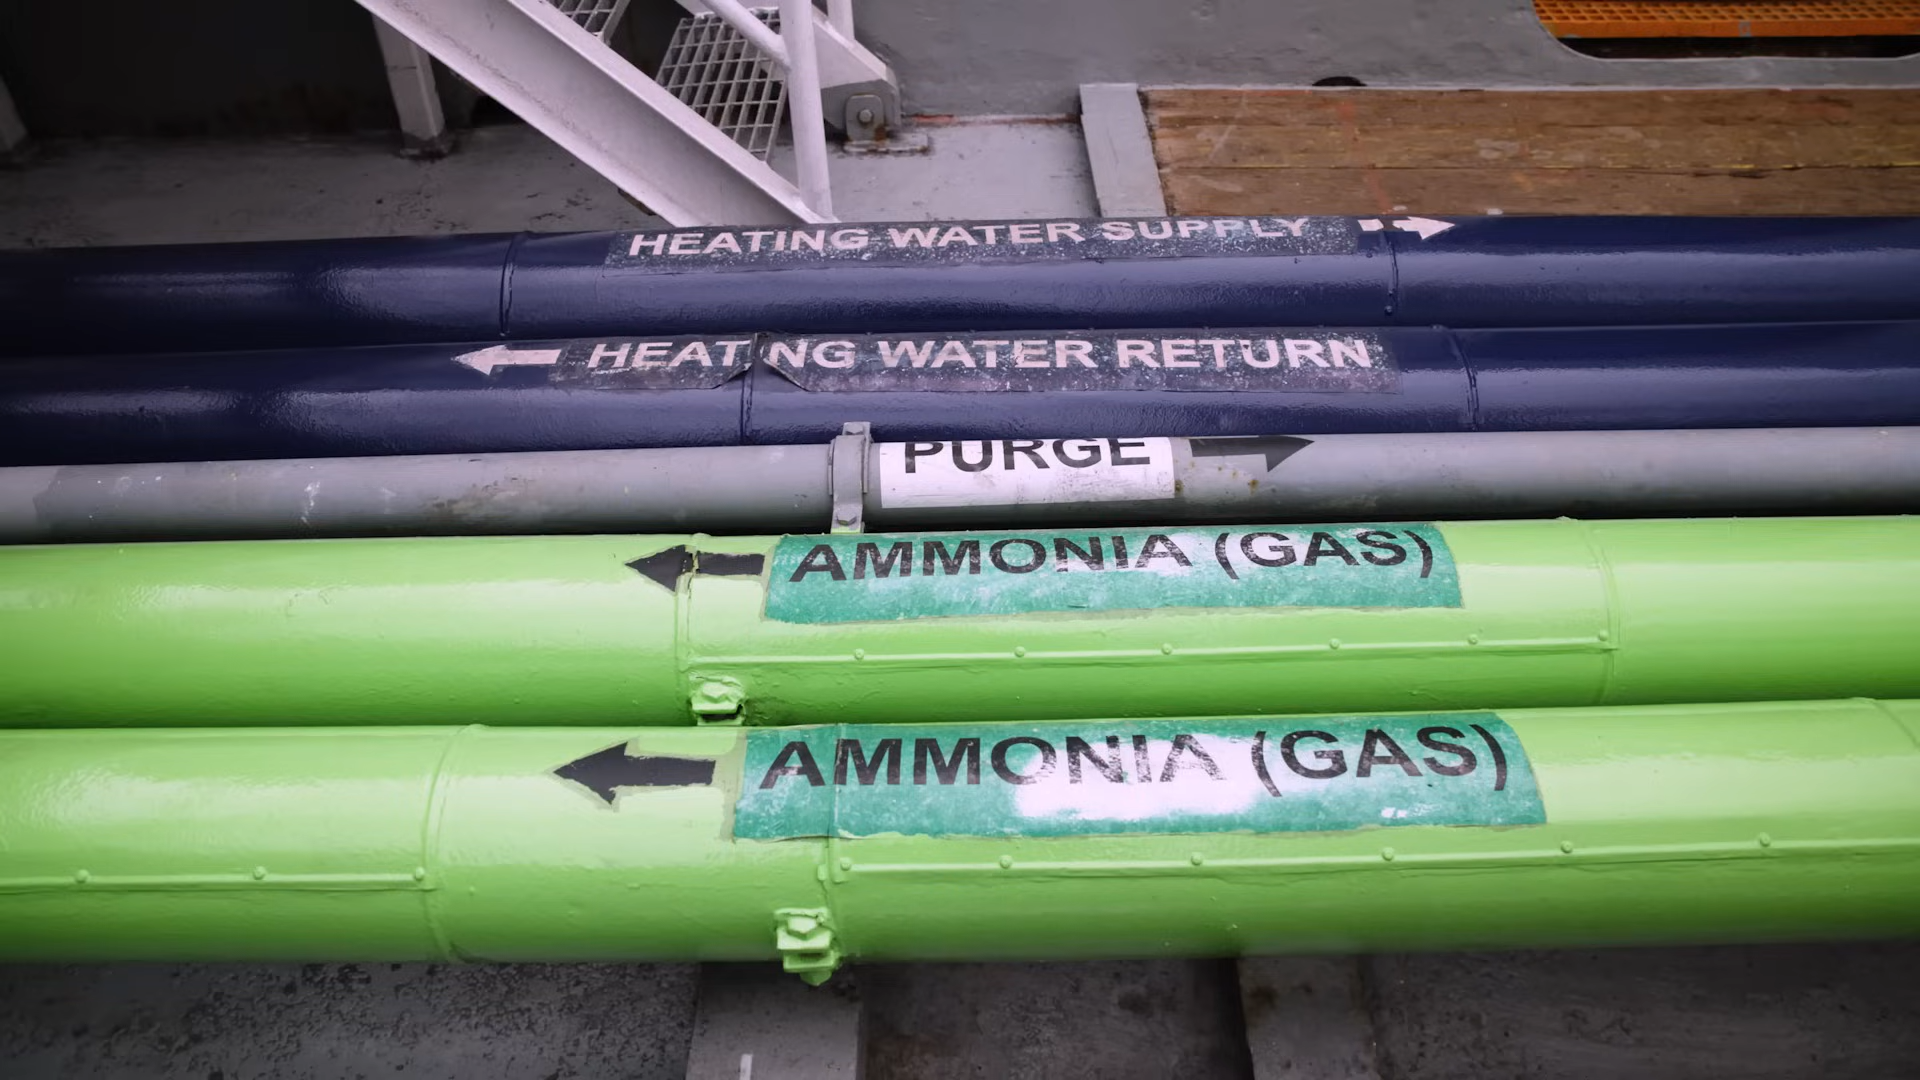 HEATING WATER SUPPLY
HEATING WATER RETURN
PURGE
AMMONIA (GAS)
AMMONIA (GAS)